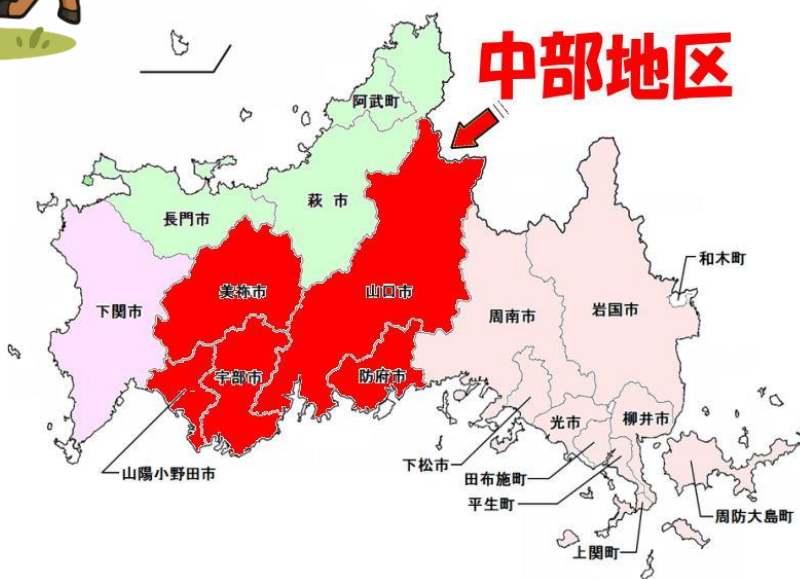 中部地区
阿武町
萩市
長門市
和木町
美祢市
山口市
下関市
周南市
岩国市
宇部市
防府市
光市
柳井市
下松市
山陽小野田市
田布施町
平生町
周防大島町
上関町